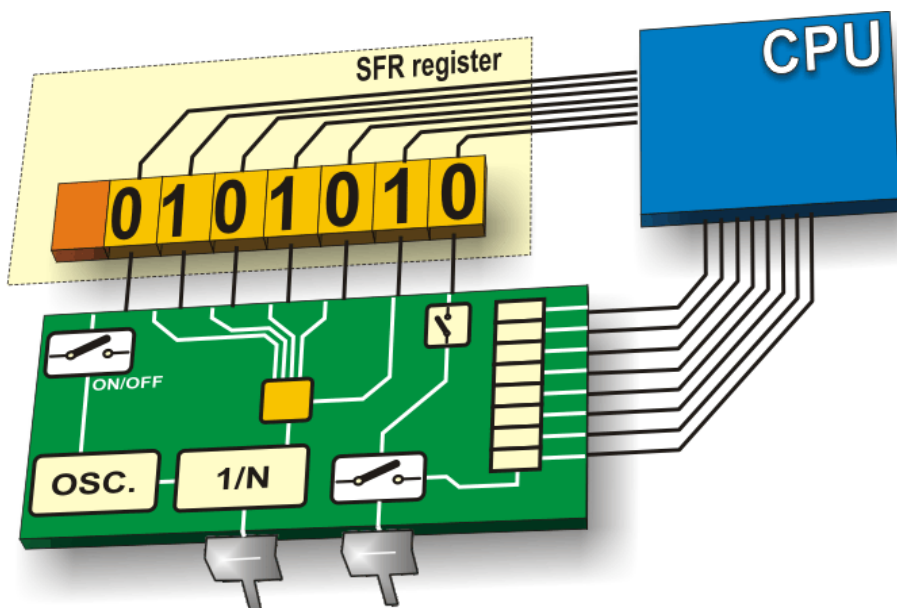 CPU
SFR register
0 1 0 1 0 1 0
ON/OFF
OSC.
1/N